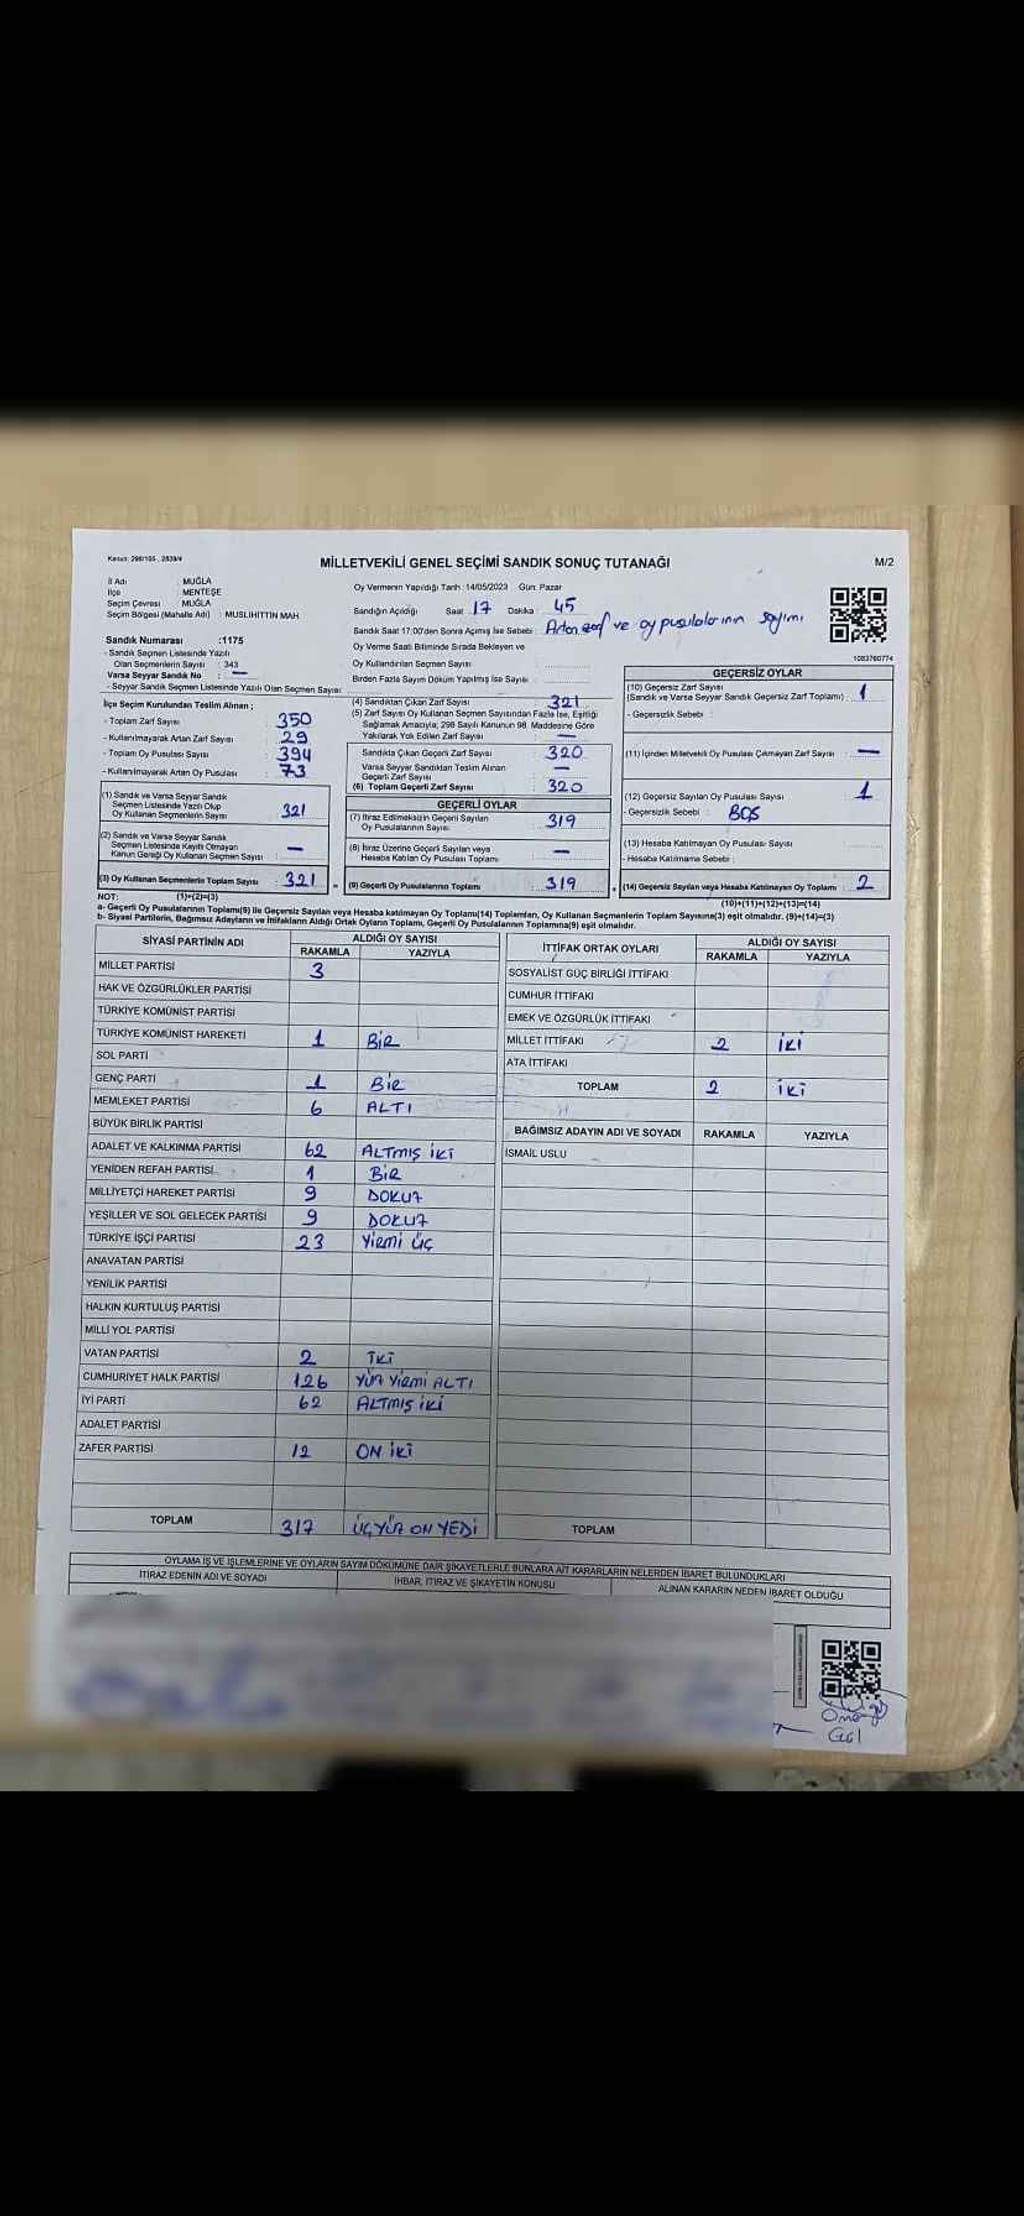 Kanun: 298/105 , 2839/4
MİLLETVEKİLİ GENEL SEÇİMİ SANDIK SONUÇ TUTANAĞI
M/2
İl Adı : MUĞLA
İlçe : MENTEŞE
Seçim Çevresi : MUĞLA
Seçim Bölgesi (Mahalle Adı) : MUSLIHITTIN MAH
Oy Vermenin Yapıldığı Tarih : 14/05/2023 Gün: Pazar
Sandığın Açıldığı Saat 17 Dakika : 45
Sandık Saat 17:00'den Sonra Açılmış İse Sebebi : Artan zarf ve oy pusulalarının sayımı
Oy Verme Saati Bitiminde Sırada Bekleyen ve
Oy Kullandırılan Seçmen Sayısı :
Birden Fazla Sayım Döküm Yapılmış İse Sayısı :
1083760774
Sandık Numarası :1175
- Sandık Seçmen Listesinde Yazılı
Olan Seçmenlerin Sayısı : 343
Varsa Seyyar Sandık No : —
- Seyyar Sandık Seçmen Listesinde Yazılı Olan Seçmen Sayısı:
İlçe Seçim Kurulundan Teslim Alınan ;
- Toplam Zarf Sayısı : 350
- Kullanılmayarak Artan Zarf Sayısı : 29
- Toplam Oy Pusulası Sayısı : 394
- Kullanılmayarak Artan Oy Pusulası : 73
(1) Sandık ve Varsa Seyyar Sandık
Seçmen Listesinde Yazılı Olup
Oy Kullanan Seçmenlerin Sayısı : 321
(2) Sandık ve Varsa Seyyar Sandık
Seçmen Listesinde Kayıtlı Olmayan
Kanun Gereği Oy Kullanan Seçmen Sayısı : —
(3) Oy Kullanan Seçmenlerin Toplam Sayısı : 321
(4) Sandıktan Çıkan Zarf Sayısı : 321
(5) Zarf Sayısı Oy Kullanan Seçmen Sayısından Fazla İse, Eşitliği
Sağlamak Amacıyla; 298 Sayılı Kanunun 98. Maddesine Göre
Yakılarak Yok Edilen Zarf Sayısı : —
Sandıkta Çıkan Geçerli Zarf Sayısı : 320
Varsa Seyyar Sandıktan Teslim Alınan
Geçerli Zarf Sayısı : —
(6) Toplam Geçerli Zarf Sayısı : 320
GEÇERLİ OYLAR
(7) İtiraz Edilmeksizin Geçerli Sayılan
Oy Pusulalarının Sayısı : 319
(8) İtiraz Üzerine Geçerli Sayılan veya
Hesaba Katılan Oy Pusulası Toplamı : —
(9) Geçerli Oy Pusulalarının Toplamı : 319
GEÇERSİZ OYLAR
(10) Geçersiz Zarf Sayısı
(Sandık ve Varsa Seyyar Sandık Geçersiz Zarf Toplamı) : 1
- Geçersizlik Sebebi :
(11) İçinden Milletvekili Oy Pusulası Çıkmayan Zarf Sayısı : —
(12) Geçersiz Sayılan Oy Pusulası Sayısı : 1
- Geçersizlik Sebebi : BOŞ
(13) Hesaba Katılmayan Oy Pusulası Sayısı :
- Hesaba Katılmama Sebebi :
(14) Geçersiz Sayılan veya Hesaba Katılmayan Oy Toplamı : 2
NOT: (1)+(2)=(3)
(10)+(11)+(12)+(13)=(14)
a- Geçerli Oy Pusulalarının Toplamı(9) ile Geçersiz Sayılan veya Hesaba katılmayan Oy Toplamı(14) Toplamları, Oy Kullanan Seçmenlerin Toplam Sayısına(3) eşit olmalıdır. (9)+(14)=(3)
b- Siyasi Partilerin, Bağımsız Adayların ve İttifakların Aldığı Ortak Oyların Toplamı, Geçerli Oy Pusulalarının Toplamına(9) eşit olmalıdır.
SİYASİ PARTİNİN ADI ALDIĞI OY SAYISI
RAKAMLA YAZIYLA
MİLLET PARTİSİ 3
HAK VE ÖZGÜRLÜKLER PARTİSİ
TÜRKİYE KOMÜNİST PARTİSİ
TÜRKİYE KOMÜNİST HAREKETİ 1 BİR
SOL PARTİ
GENÇ PARTİ 1 BİR
MEMLEKET PARTİSİ 6 ALTI
BÜYÜK BİRLİK PARTİSİ
ADALET VE KALKINMA PARTİSİ 62 ALTMIŞ İKİ
YENİDEN REFAH PARTİSİ 1 BİR
MİLLİYETÇİ HAREKET PARTİSİ 9 DOKUZ
YEŞİLLER VE SOL GELECEK PARTİSİ 9 DOKUZ
TÜRKİYE İŞÇİ PARTİSİ 23 YİRMİ ÜÇ
ANAVATAN PARTİSİ
YENİLİK PARTİSİ
HALKIN KURTULUŞ PARTİSİ
MİLLİ YOL PARTİSİ
VATAN PARTİSİ 2 İKİ
CUMHURİYET HALK PARTİSİ 126 YÜZ YİRMİ ALTI
İYİ PARTİ 62 ALTMIŞ İKİ
ADALET PARTİSİ
ZAFER PARTİSİ 12 ON İKİ
TOPLAM 317 ÜÇ YÜZ ON YEDİ
İTTİFAK ORTAK OYLARI ALDIĞI OY SAYISI
RAKAMLA YAZIYLA
SOSYALİST GÜÇ BİRLİĞİ İTTİFAKI
CUMHUR İTTİFAKI
EMEK VE ÖZGÜRLÜK İTTİFAKI
MİLLET İTTİFAKI 2 İKİ
ATA İTTİFAKI
TOPLAM 2 İKİ
BAĞIMSIZ ADAYIN ADI VE SOYADI RAKAMLA YAZIYLA
İSMAİL USLU
TOPLAM
OYLAMA İŞ VE İŞLEMLERİNE VE OYLARIN SAYIM DÖKÜMÜNE DAİR ŞİKAYETLERLE BUNLARA AİT KARARLARIN NELERDEN İBARET BULUNDUKLARI
İTİRAZ EDENİN ADI VE SOYADI İHBAR, İTİRAZ VE ŞİKAYETİN KONUSU ALINAN KARARIN NEDEN İBARET OLDUĞU